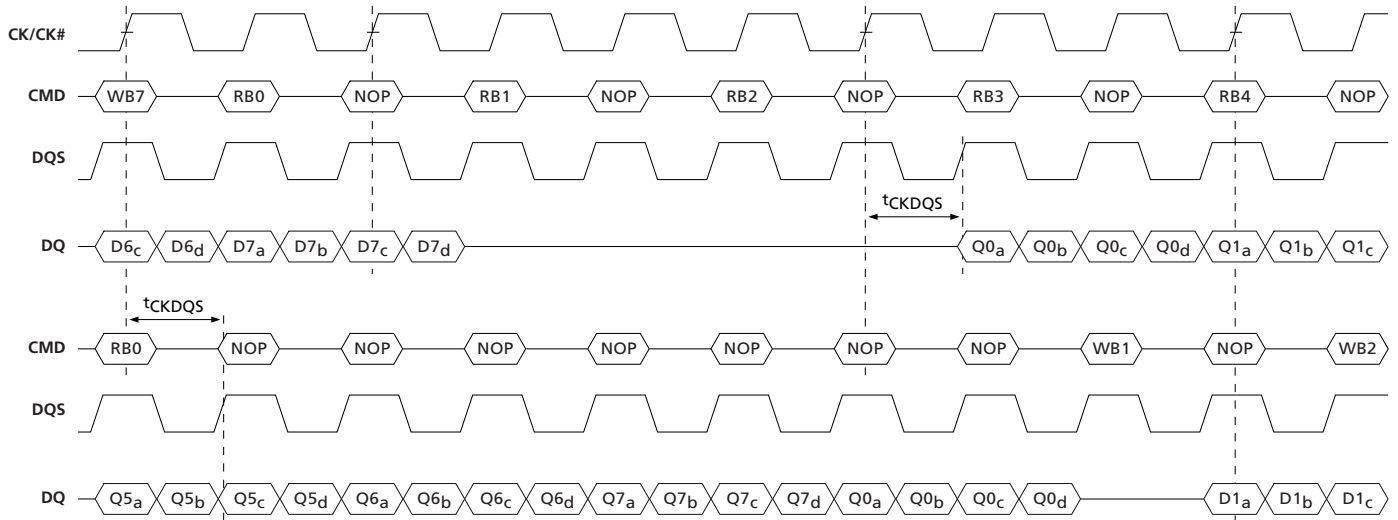 CK/CK#
CMD WB7 RB0 NOP RB1 NOP RB2 NOP RB3 NOP RB4 NOP
DQS
tCKDQS
DQ D6c D6d D7a D7b D7c D7d Q0a Q0b Q0c Q0d Q1a Q1b Q1c
tCKDQS
CMD RB0 NOP NOP NOP NOP NOP NOP NOP WB1 NOP WB2
DQS
DQ Q5a Q5b Q5c Q5d Q6a Q6b Q6c Q6d Q7a Q7b Q7c Q7d Q0a Q0b Q0c Q0d D1a D1b D1c